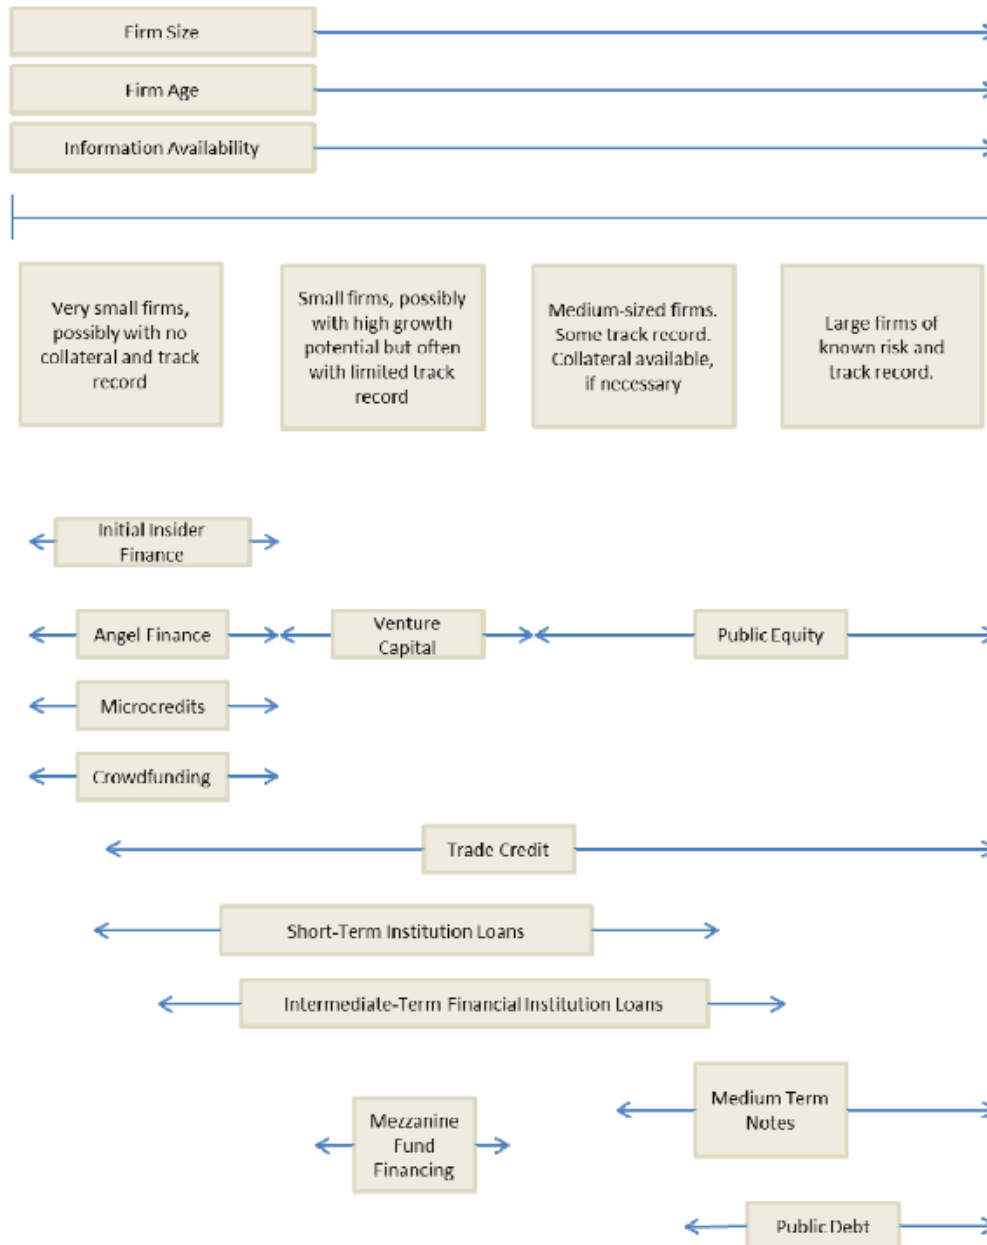 Firm Size
Firm Age
Information Availability
Very small firms,
possibly with no
collateral and track
record
Small firms, possibly
with high growth
potential but often
with limited track
record
Medium-sized firms.
Some track record.
Collateral available,
if necessary
Large firms of
known risk and
track record.
Initial Insider
Finance
Angel Finance
Venture
Capital
Public Equity
Microcredits
Crowdfunding
Trade Credit
Short-Term Institution Loans
Intermediate-Term Financial Institution Loans
Mezzanine
Fund
Financing
Medium Term
Notes
Public Debt